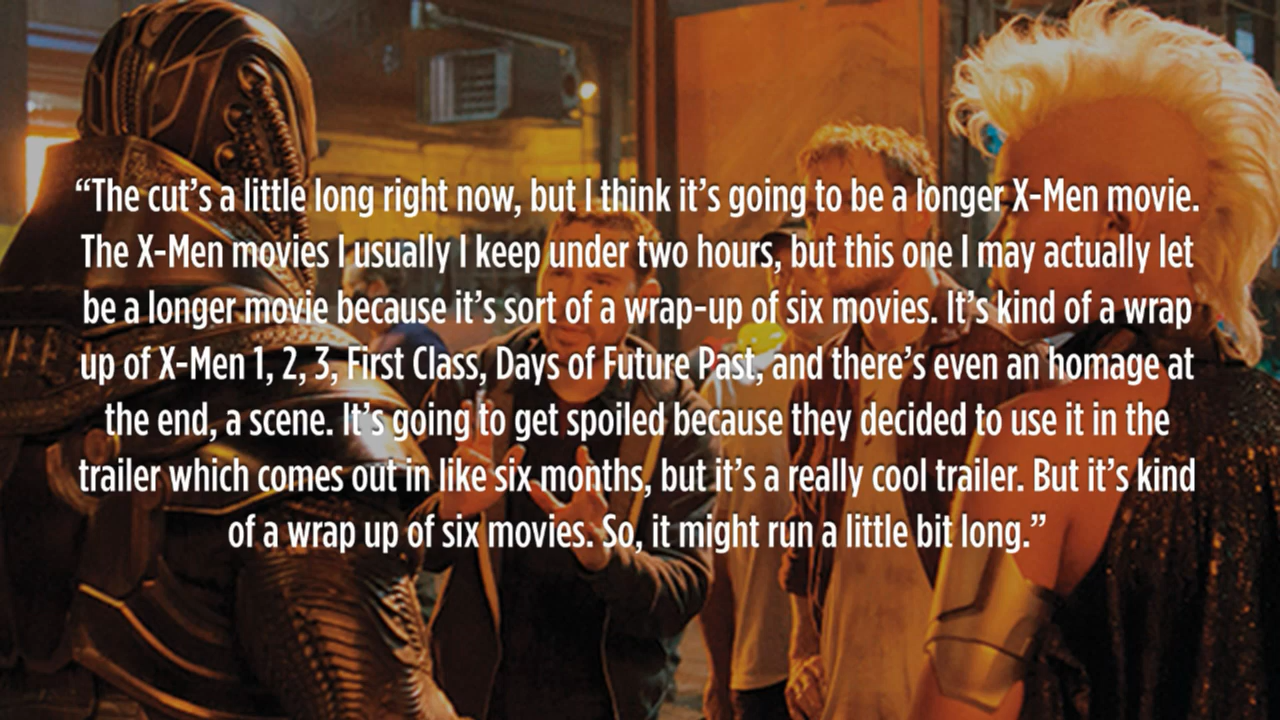 “The cut’s a little long right now, but I think it’s going to be a longer X-Men movie.
The X-Men movies I usually I keep under two hours, but this one I may actually let
be a longer movie because it’s sort of a wrap-up of six movies. It’s kind of a wrap
up of X-Men 1, 2, 3, First Class, Days of Future Past, and there’s even an homage at
the end, a scene. It’s going to get spoiled because they decided to use it in the
trailer which comes out in like six months, but it’s a really cool trailer. But it’s kind
of a wrap up of six movies. So, it might run a little bit long.”